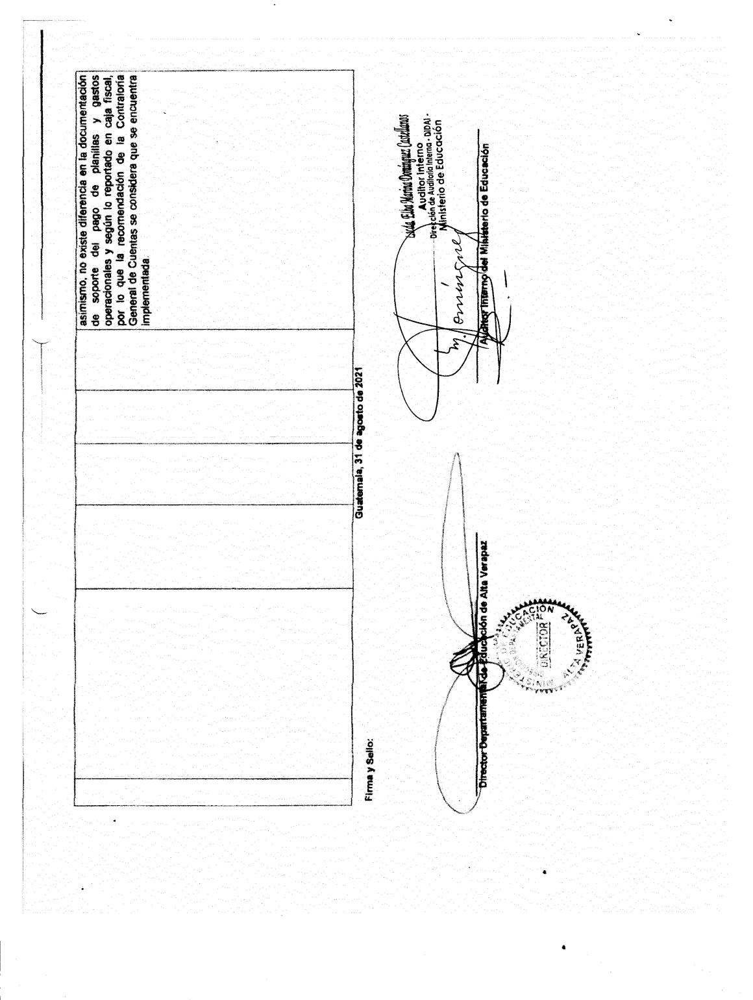 asimismo, no existe diferencia en la documentación
de soporte del pago de planillas y gastos
operacionales y según lo reportado en caja fiscal,
por lo que la recomendación de la Contraloría
General de Cuentas se considera que se encuentra
implementada.
Guatemala, 31 de agosto de 2021
Firma y Sello:
Licda. Elba Marina Domínguez Castellanos
Auditor Interno
Dirección de Auditoría Interna - DIDAI -
Ministerio de Educación
M. Domínguez
Director Departamental de Educación de Alta Verapaz
Auditor Interno del Ministerio de Educación
MINISTERIO DE EDUCACIÓN
DIRECCIÓN DEPARTAMENTAL
DIRECTOR
ALTA VERAPAZ